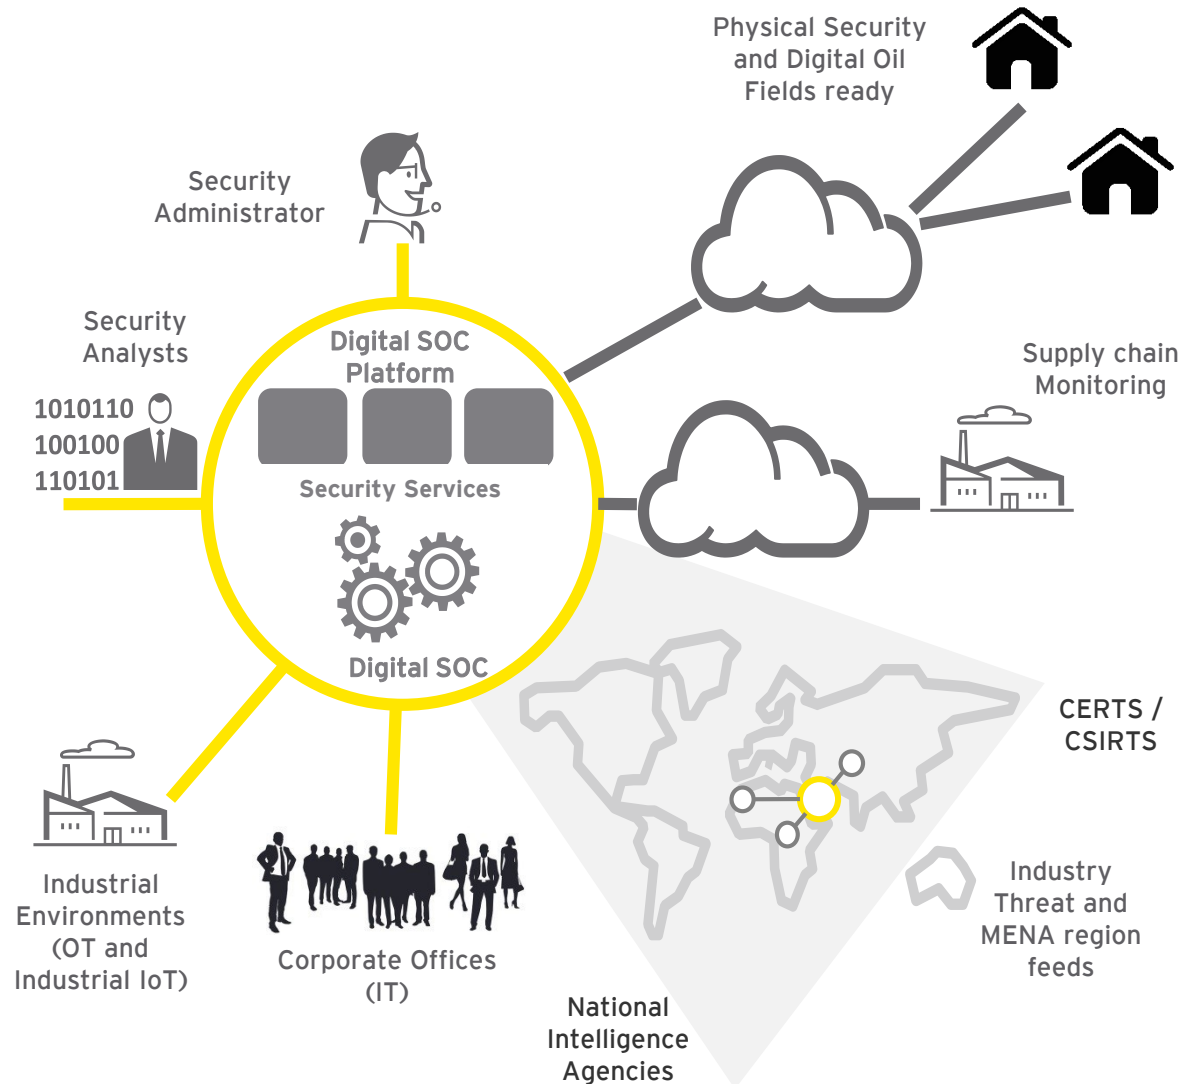 Physical Security
and Digital Oil
Fields ready
Security
Administrator
Security
Analysts
1010110
100100
110101
Digital SOC
Platform
Security Services
Digital SOC
Supply chain
Monitoring
CERTS /
CSIRTS
Industry
Threat and
MENA region
feeds
Industrial
Environments
(OT and
Industrial IoT)
Corporate Offices
(IT)
National
Intelligence
Agencies